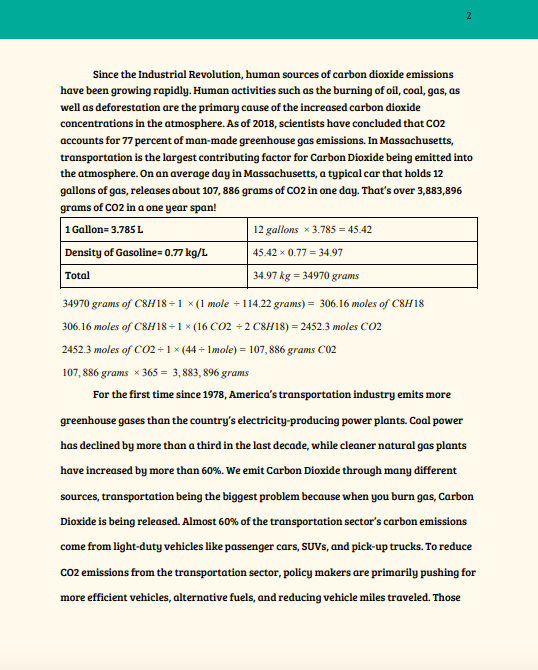 2
Since the Industrial Revolution, human sources of carbon dioxide emissions
have been growing rapidly. Human activities such as the burning of oil, coal, gas, as
well as deforestation are the primary cause of the increased carbon dioxide
concentrations in the atmosphere. As of 2018, scientists have concluded that CO2
accounts for 77 percent of man-made greenhouse gas emissions. In Massachusetts,
transportation is the largest contributing factor for Carbon Dioxide being emitted into
the atmosphere. On an average day in Massachusetts, a typical car that holds 12
gallons of gas, releases about 107, 886 grams of CO2 in one day. That's over 3,883,896
grams of CO2 in a one year span!
1 Gallon= 3.785 L 12 gallons × 3.785 = 45.42
Density of Gasoline= 0.77 kg/L 45.42 × 0.77 = 34.97
Total 34.97 kg = 34970 grams
34970 grams of C8H18 ÷ 1 × (1 mole ÷ 114.22 grams) = 306.16 moles of C8H18
306.16 moles of C8H18 ÷ 1 × (16 CO2 ÷ 2 C8H18) = 2452.3 moles CO2
2452.3 moles of CO2 ÷ 1 × (44 ÷ 1mole) = 107, 886 grams C02
107, 886 grams × 365 = 3, 883, 896 grams
For the first time since 1978, America's transportation industry emits more
greenhouse gases than the country's electricity-producing power plants. Coal power
has declined by more than a third in the last decade, while cleaner natural gas plants
have increased by more than 60%. We emit Carbon Dioxide through many different
sources, transportation being the biggest problem because when you burn gas, Carbon
Dioxide is being released. Almost 60% of the transportation sector's carbon emissions
come from light-duty vehicles like passenger cars, SUVs, and pick-up trucks. To reduce
CO2 emissions from the transportation sector, policy makers are primarily pushing for
more efficient vehicles, alternative fuels, and reducing vehicle miles traveled. Those